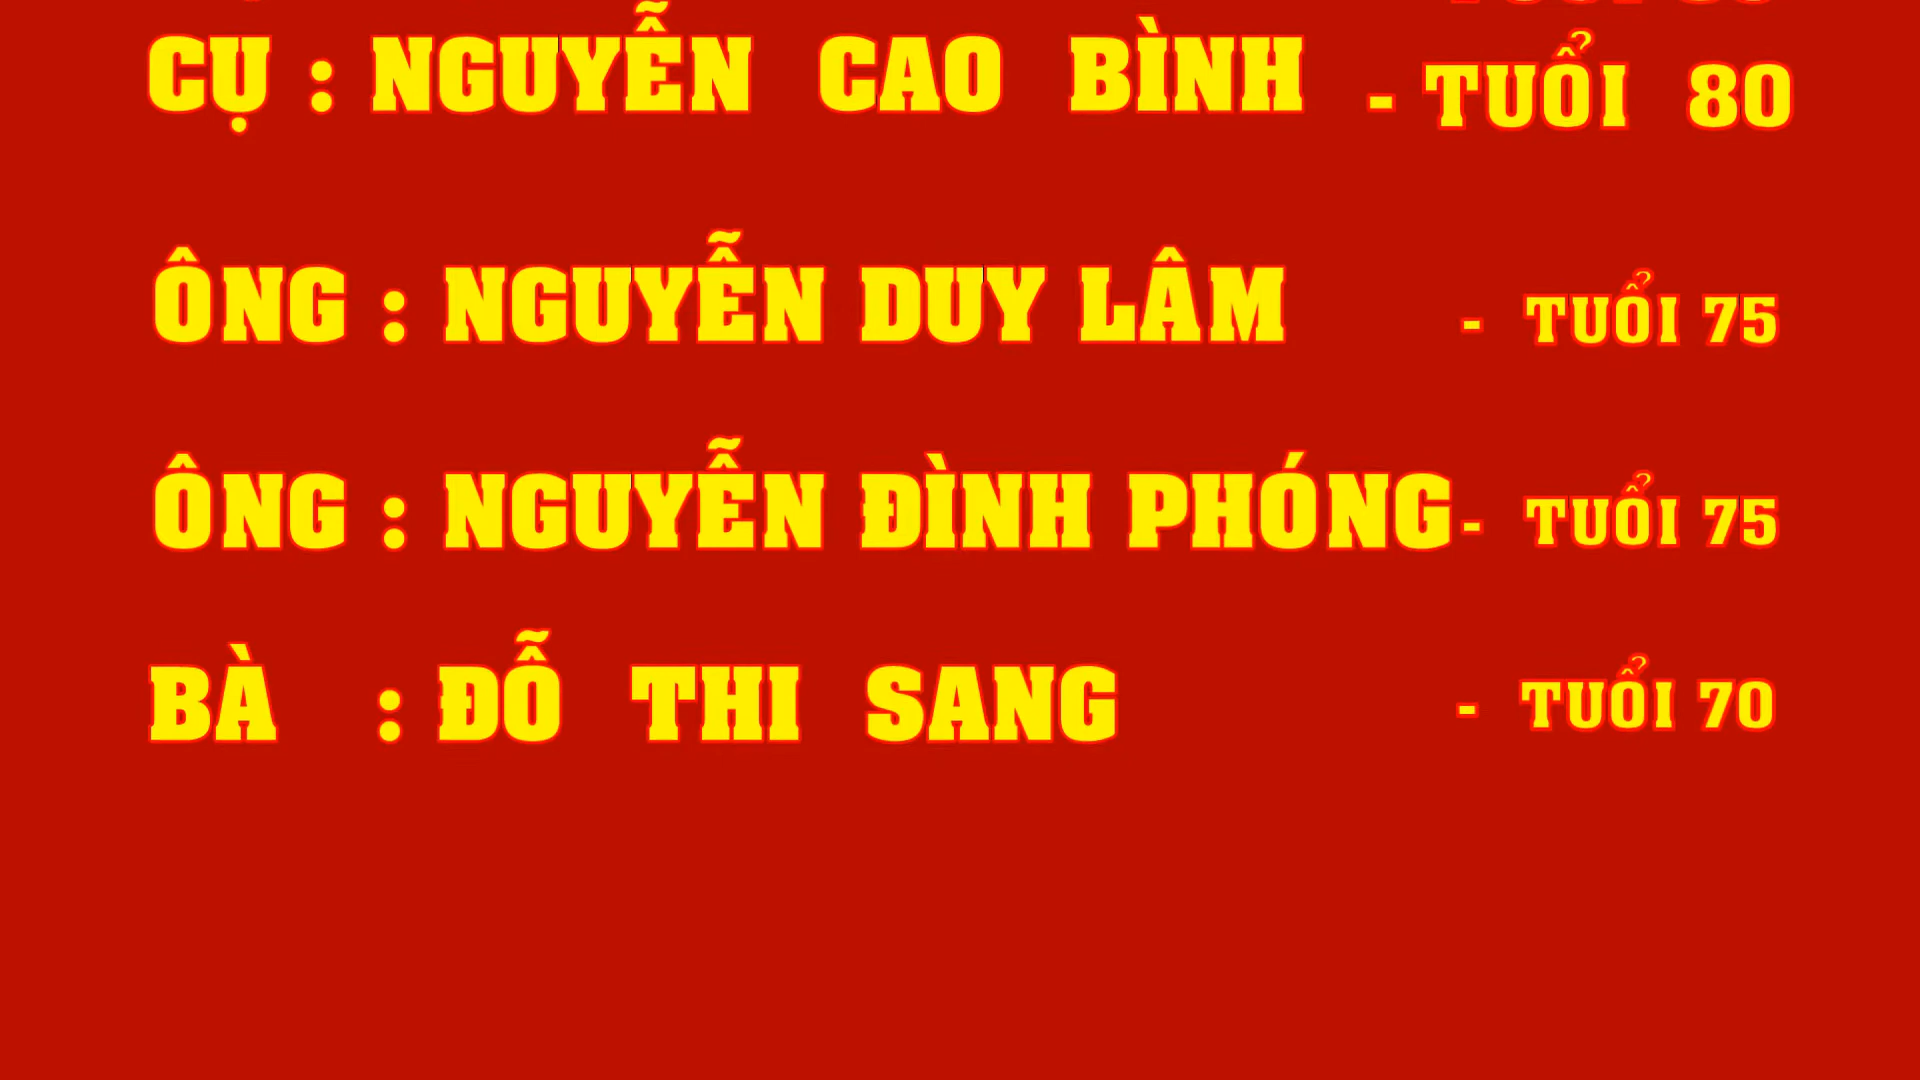 CỤ : NGUYỄN CAO BÌNH - TUỔI 80
ÔNG : NGUYỄN DUY LÂM - TUỔI 75
ÔNG : NGUYỄN ĐÌNH PHÓNG - TUỔI 75
BÀ : ĐỖ THI SANG - TUỔI 70